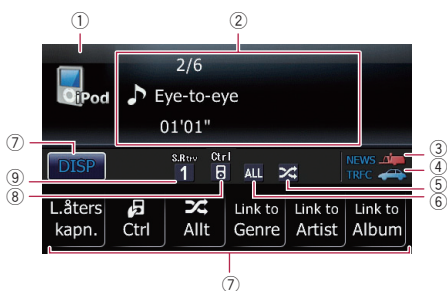 ① ②
2/6
iPod
Eye-to-eye
01'01"
⑦ ③
DISP S.Rtrv 1 Ctrl ALL NEWS
TRFC ④
⑨ ⑧ ⑥ ⑤
L.åters kapn.
Ctrl
Allt
Link to Genre
Link to Artist
Link to Album
⑦